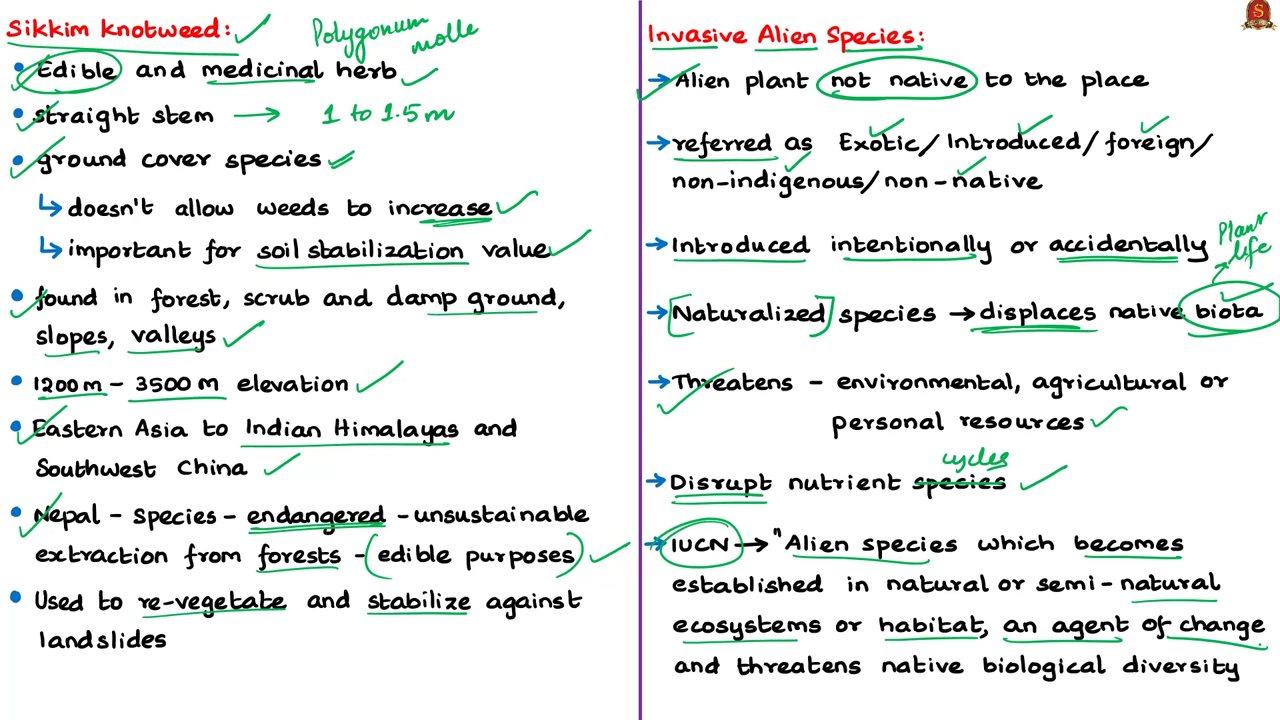 Sikkim Knotweed:
Polygonum
molle
• Edible and medicinal herb
• straight stem → 1 to 1.5m
• ground cover species
↳ doesn't allow weeds to increase
↳ important for soil stabilization value
• found in forest, scrub and damp ground,
slopes, valleys
• 1200m - 3500m elevation
• Eastern Asia to Indian Himalayas and
Southwest China
• Nepal - Species - endangered - unsustainable
extraction from forests - (edible purposes)
• Used to re-vegetate and stabilize against
landslides
Invasive Alien Species:
→ Alien plant not native to the place
→ referred as Exotic/Introduced/foreign/
non-indigenous/non-native
→ Introduced intentionally or accidentally
Plant
life
→ [Naturalized] species → displaces native biota
→ Threatens - environmental, agricultural or
personal resources
cycles
→ Disrupt nutrient species
→ IUCN → "Alien species which becomes
established in natural or semi-natural
ecosystems or habitat, an agent of change
and threatens native biological diversity